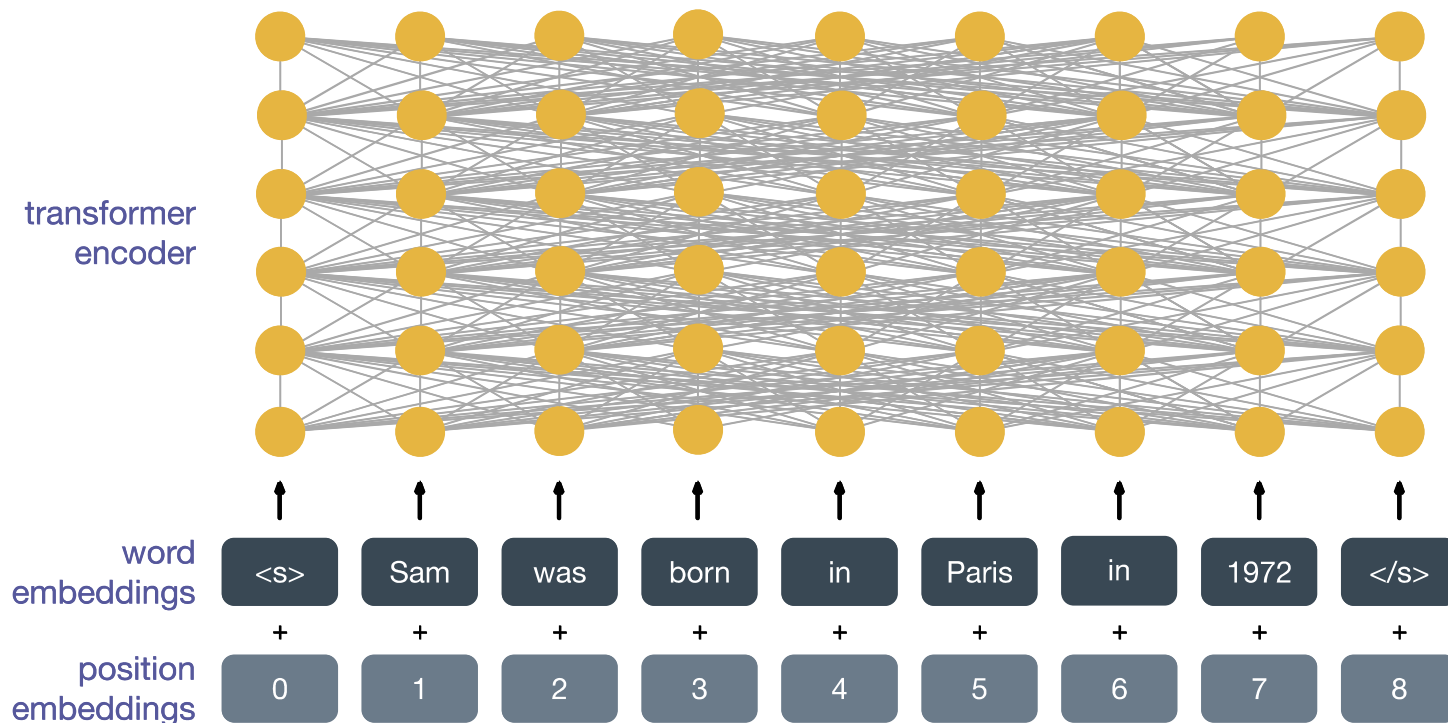 transformer
encoder
word
embeddings
<s> Sam was born in Paris in 1972 </s>
+ + + + + + + + +
position
embeddings
0 1 2 3 4 5 6 7 8